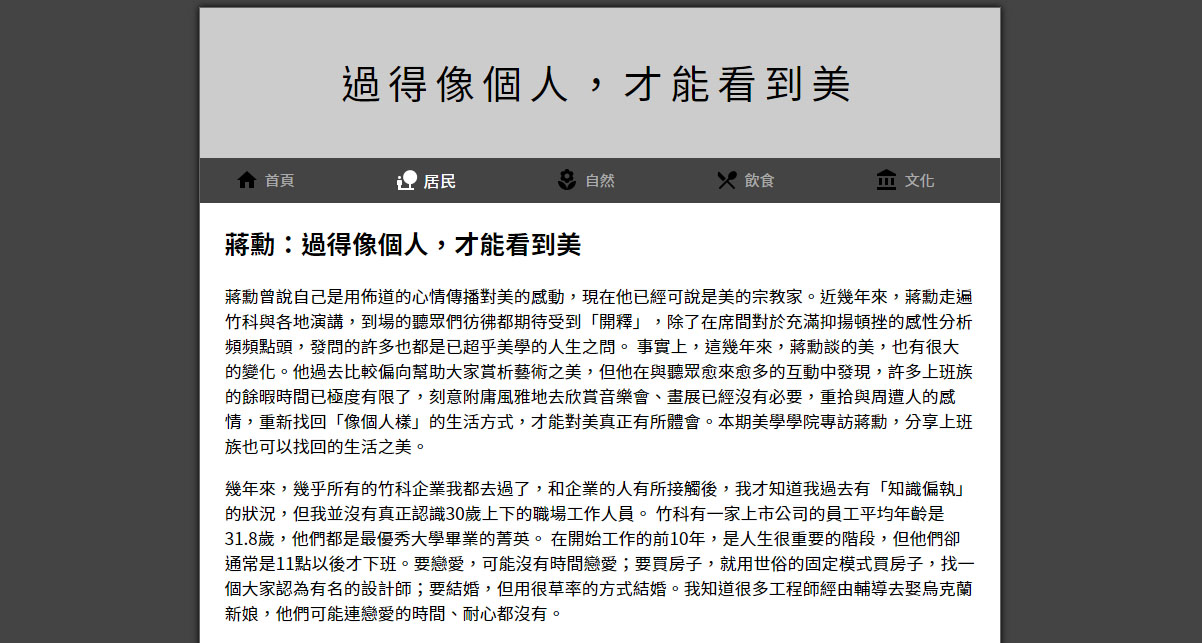 過得像個人，才能看到美
首頁 居民 自然 飲食 文化
蔣勳：過得像個人，才能看到美
蔣勳曾說自己是用佈道的心情傳播對美的感動，現在他已經可說是美的宗教家。近幾年來，蔣勳走遍
竹科與各地演講，到場的聽眾們彷彿都期待受到「開釋」，除了在席間對於充滿抑揚頓挫的感性分析
頻頻點頭，發問的許多也都是已超乎美學的人生之問。 事實上，這幾年來，蔣勳談的美，也有很大
的變化。他過去比較偏向幫助大家賞析藝術之美，但他在與聽眾愈來愈多的互動中發現，許多上班族
的餘暇時間已極度有限了，刻意附庸風雅地去欣賞音樂會、畫展已經沒有必要，重拾與周遭人的感
情，重新找回「像個人樣」的生活方式，才能對美真正有所體會。本期美學學院專訪蔣勳，分享上班
族也可以找回的生活之美。
幾年來，幾乎所有的竹科企業我都去過了，和企業的人有所接觸後，我才知道我過去有「知識偏執」
的狀況，但我並沒有真正認識30歲上下的職場工作人員。 竹科有一家上市公司的員工平均年齡是
31.8歲，他們都是最優秀大學畢業的菁英。 在開始工作的前10年，是人生很重要的階段，但他們卻
通常是11點以後才下班。要戀愛，可能沒有時間戀愛；要買房子，就用世俗的固定模式買房子，找一
個大家認為有名的設計師；要結婚，但用很草率的方式結婚。我知道很多工程師經由輔導去娶烏克蘭
新娘，他們可能連戀愛的時間、耐心都沒有。